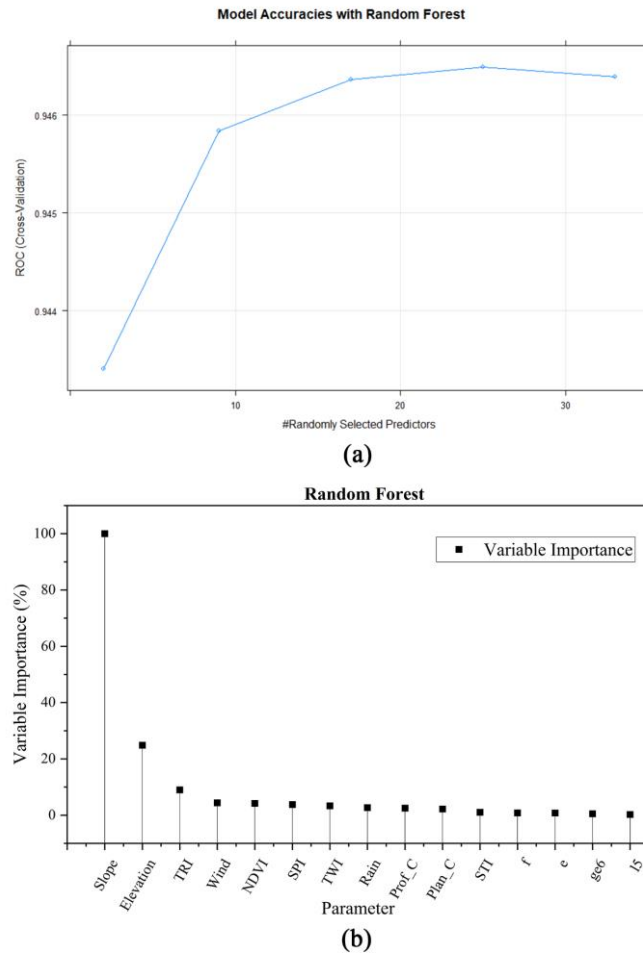 Model Accuracies with Random Forest
0.946
0.945
0.944
ROC (Cross-Validation)
10
20
30
#Randomly Selected Predictors
(a)
Random Forest
Variable Importance
100
80
60
40
20
0
Variable Importance (%)
Slope
Elevation
TRI
Wind
NDVI
SPI
TWI
Rain
Prof_C
Plan_C
STI
f
e
ge6
Parameter
(b)